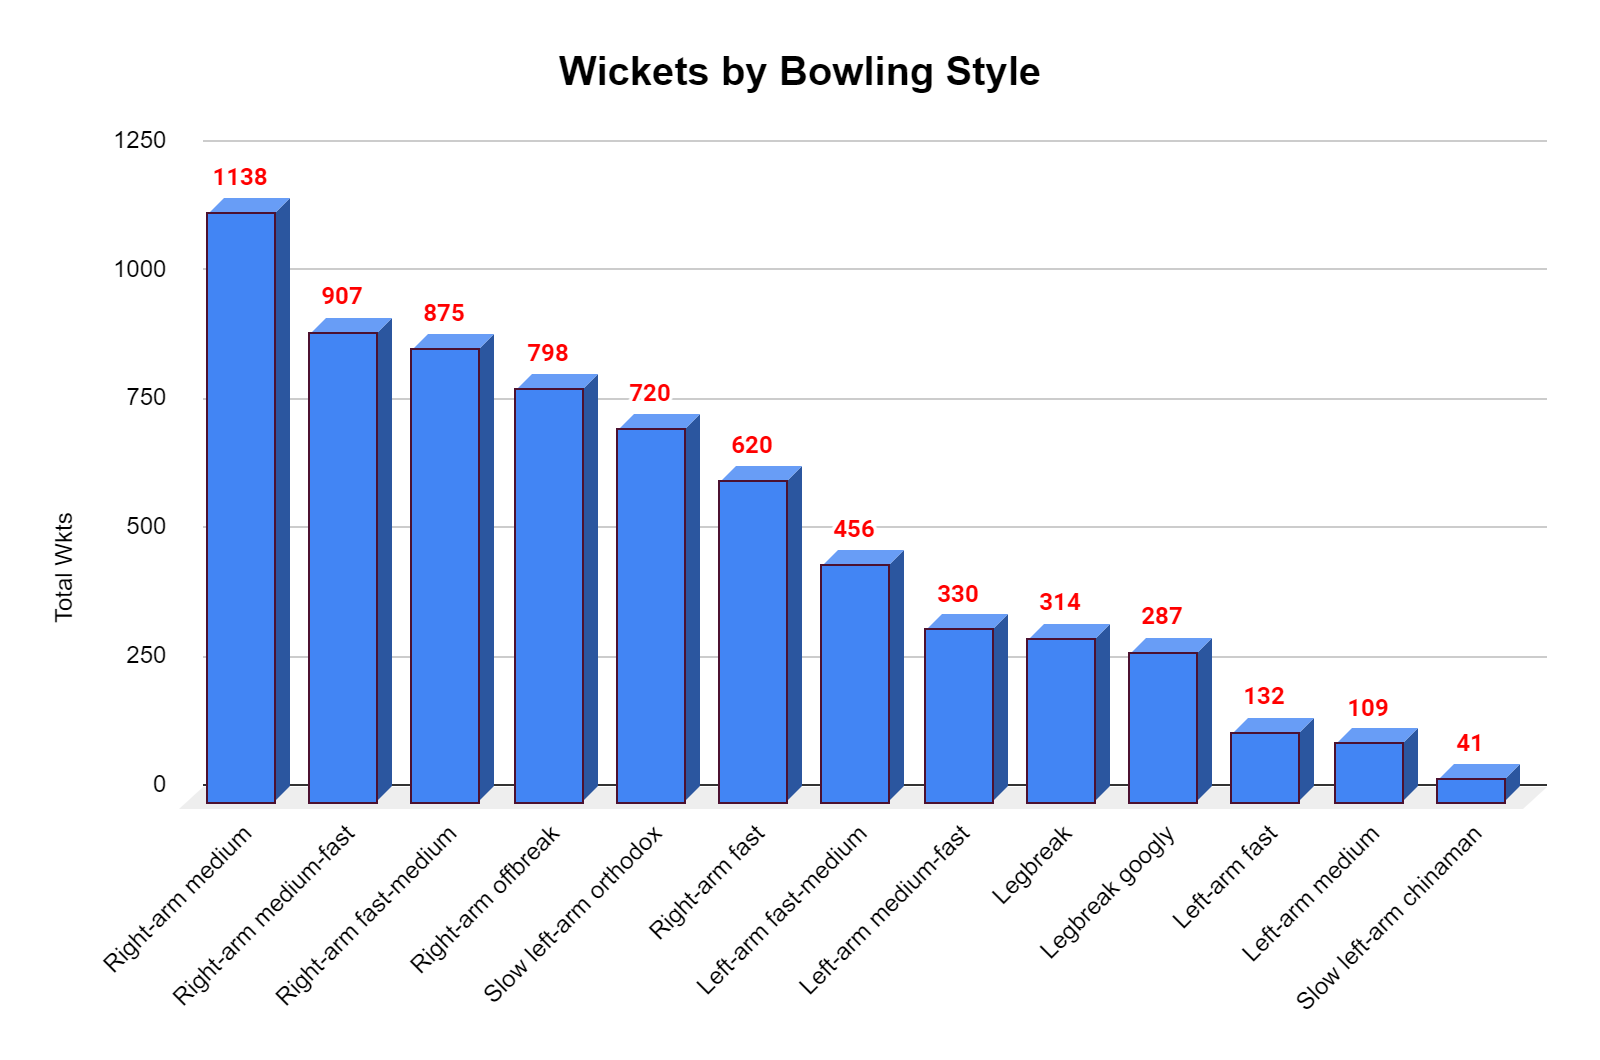 Wickets by Bowling Style
1250
1000
750
500
250
0
Total Wkts
1138
907
875
798
720
620
456
330
314
287
132
109
41
Right-arm medium
Right-arm medium-fast
Right-arm fast-medium
Right-arm offbreak
Slow left-arm orthodox
Right-arm fast
Left-arm fast-medium
Left-arm medium-fast
Legbreak
Legbreak googly
Left-arm fast
Left-arm medium
Slow left-arm chinaman